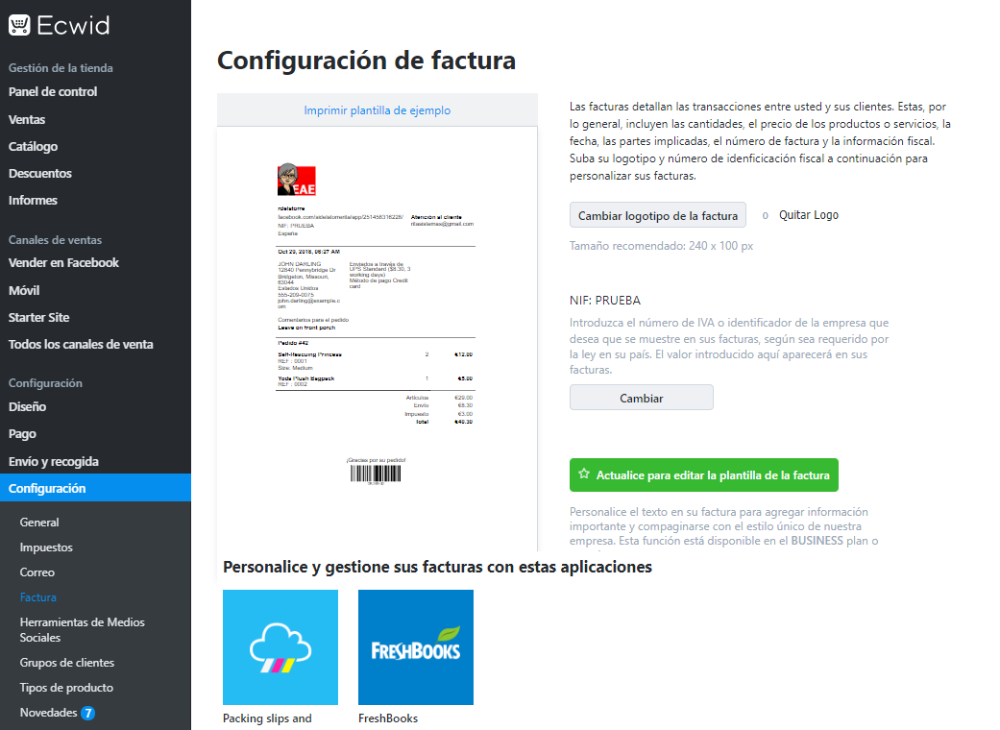 Ecwid
Gestión de la tienda
Panel de control
Ventas
Catálogo
Descuentos
Informes
Canales de ventas
Vender en Facebook
Móvil
Starter Site
Todos los canales de venta
Configuración
Diseño
Pago
Envío y recogida
Configuración
General
Impuestos
Correo
Factura
Herramientas de Medios
Sociales
Grupos de clientes
Tipos de producto
Novedades 7
Configuración de factura
Imprimir plantilla de ejemplo
EAE
rdelatorre
NIF: PRUEBA
España
Atención al cliente
Oct 29, 2018, 06:27 AM
JOHN DARLING
12840 Pennybridge Dr
Bridgeton, Missouri,
63044
Estados Unidos
555-209-0075
john.darling@example.c
om
Enviados a través de
UPS Standard ($8.30, 3
working days)
Método de pago Credit
card
Comentarios para el pedido
Leave on front porch
Pedido #42
Self-Rescuing Princess 2 €12.00
REF : 0001
Size: Medium
Yoda Plush Bagpack 1 €5.00
REF : 0002
Artículos €29.00
Envío €8.30
Impuesto €3.00
Total €40.30
¡Gracias por su pedido!
Las facturas detallan las transacciones entre usted y sus clientes. Estas, por
lo general, incluyen las cantidades, el precio de los productos o servicios, la
fecha, las partes implicadas, el número de factura y la información fiscal.
Suba su logotipo y número de idenficicación fiscal a continuación para
personalizar sus facturas.
Cambiar logotipo de la factura o Quitar Logo
Tamaño recomendado: 240 x 100 px
NIF: PRUEBA
Introduzca el número de IVA o identificador de la empresa que
desea que se muestre en sus facturas, según sea requerido por
la ley en su país. El valor introducido aquí aparecerá en sus
facturas.
Cambiar
Actualice para editar la plantilla de la factura
Personalice el texto en su factura para agregar información
importante y compaginarse con el estilo único de nuestra
empresa. Esta función está disponible en el BUSINESS plan o
Personalice y gestione sus facturas con estas aplicaciones
FRESHBOOKS
Packing slips and
FreshBooks